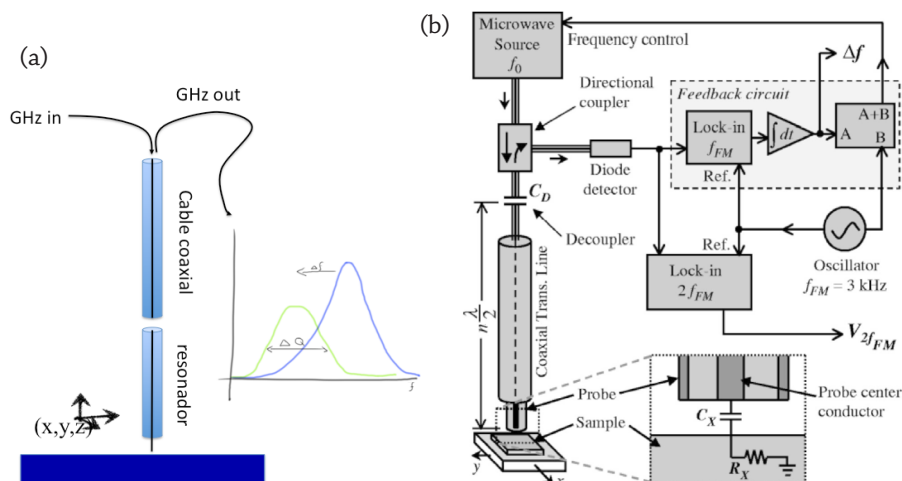 (a)
GHz in
GHz out
Cable coaxial
resonador
(x,y,z)
Δf
Δ Q
f
(b)
Microwave
Source
f0
Frequency control
Directional
coupler
Δf
Feedback circuit
Lock-in
fFM
∫dt
A+B
A
B
Ref.
Diode
detector
CD
Decoupler
Ref.
Lock-in
2 fFM
Oscillator
fFM = 3 kHz
V2fFM
n λ/2
Coaxial Trans. Line
Probe
Sample
Probe center
conductor
CX
RX
y
x